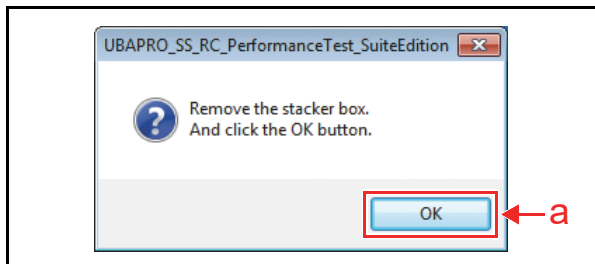 UBAPRO_SS_RC_PerformanceTest_SuiteEdition
Remove the stacker box.
And click the OK button.
OK
a